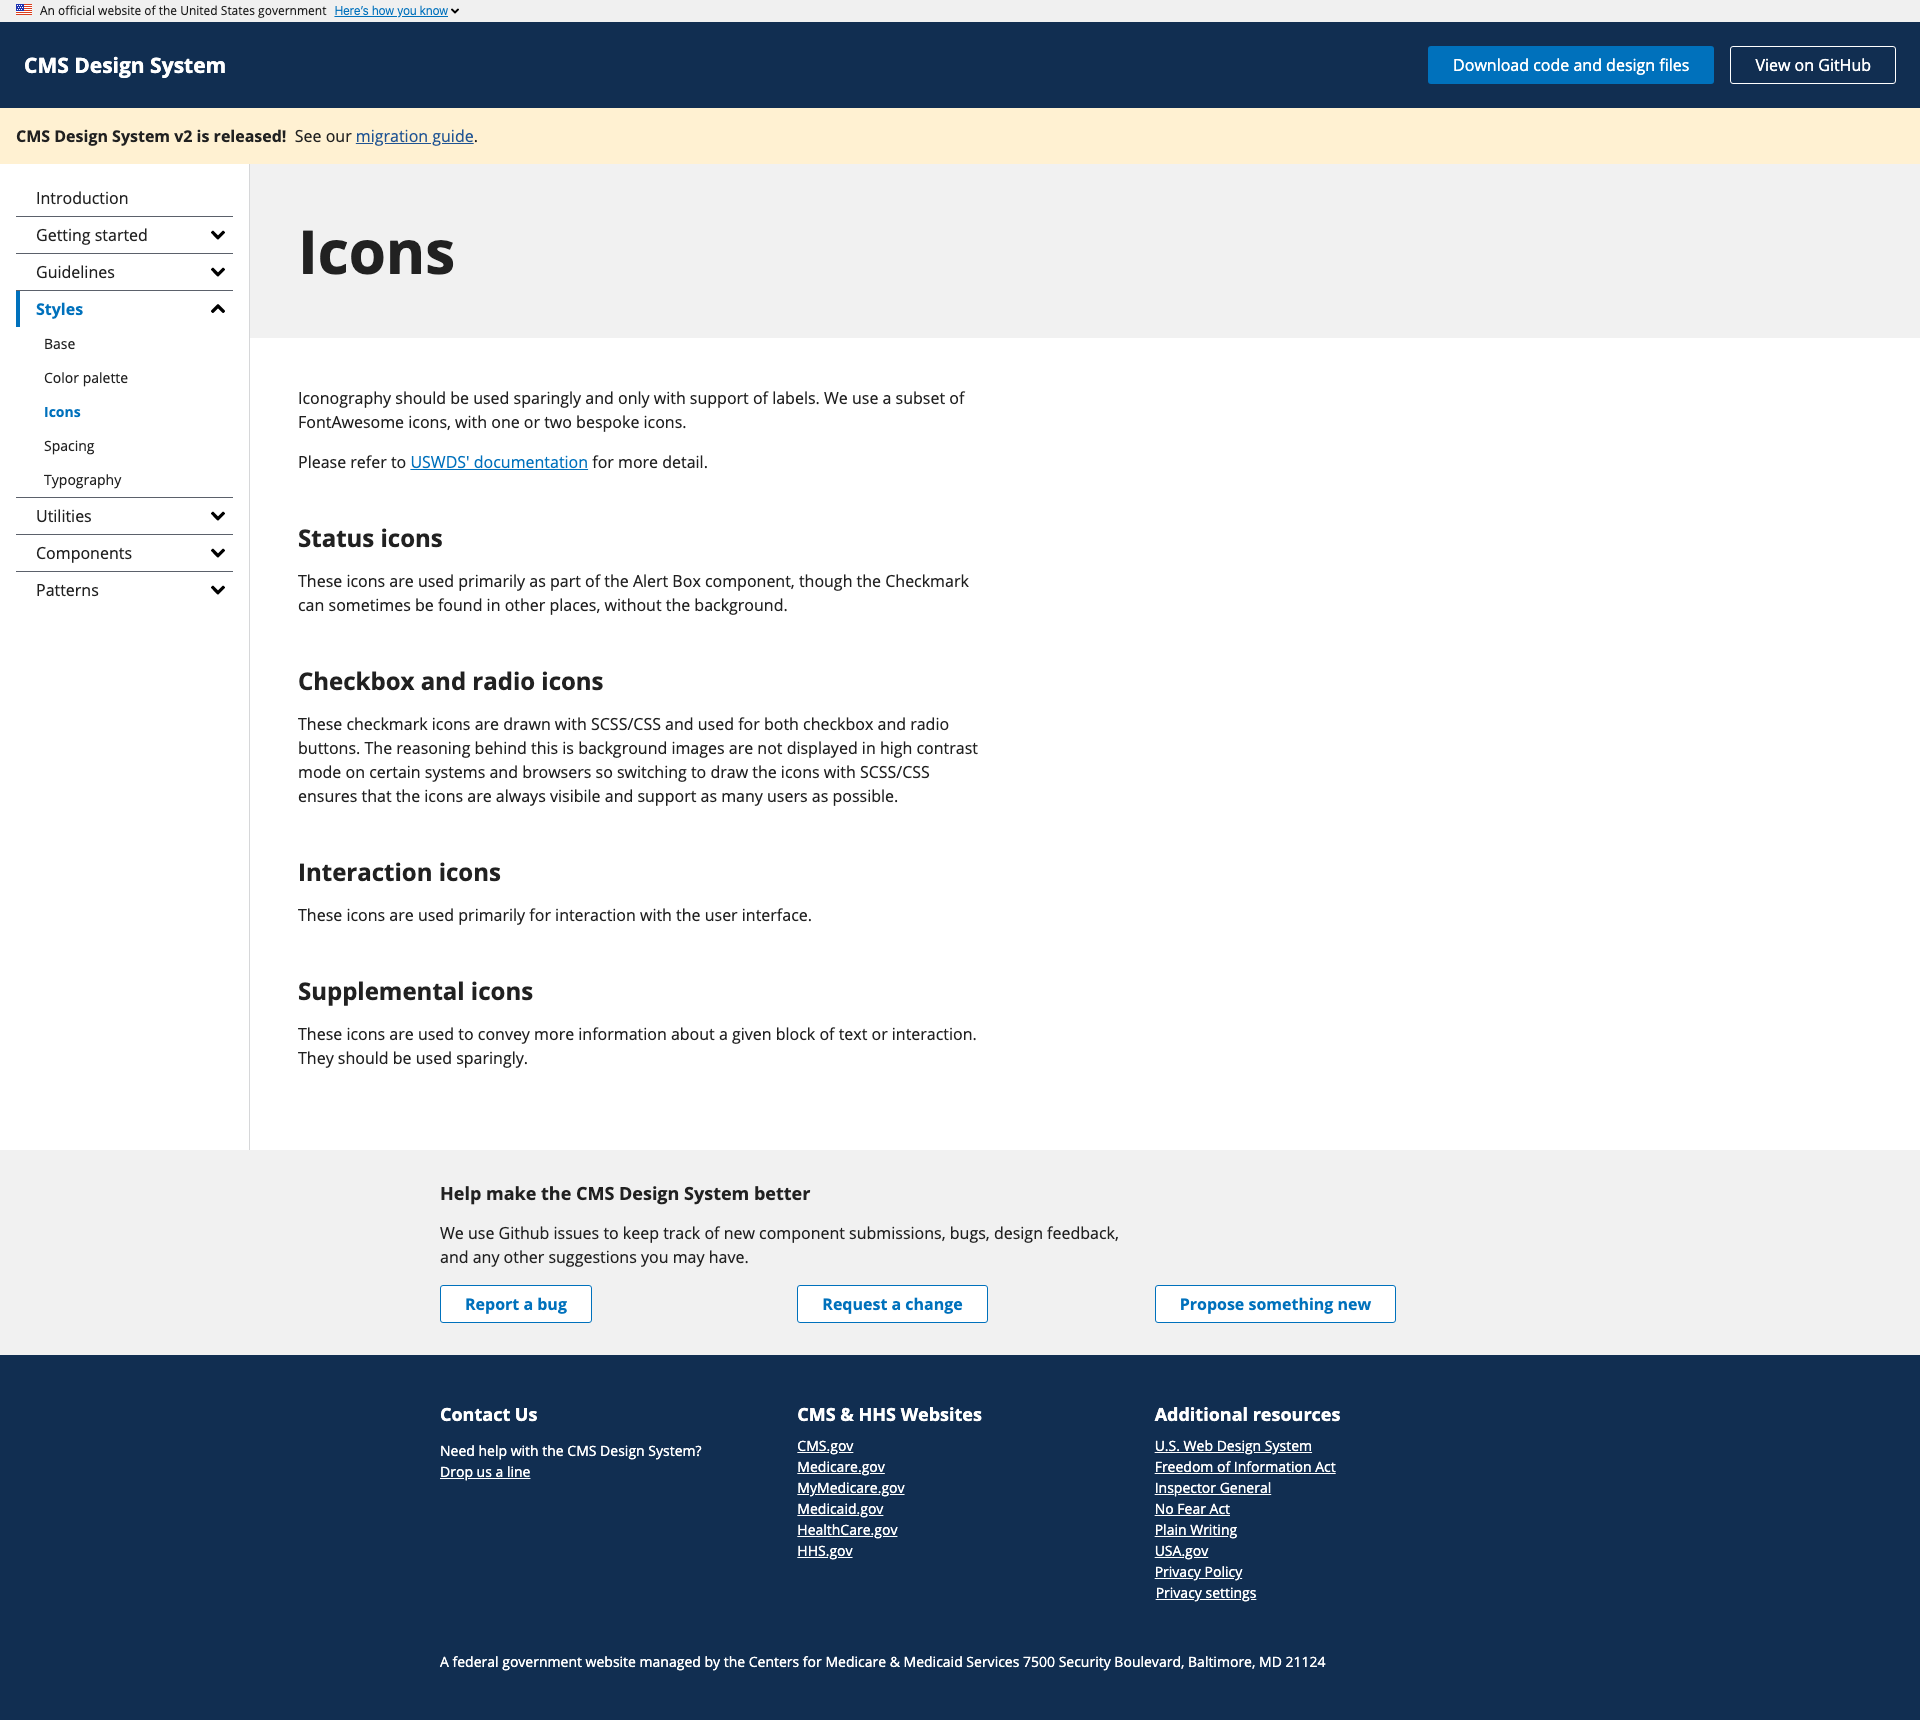 An official website of the United States government Here's how you know
CMS Design System
Download code and design files
View on GitHub
CMS Design System v2 is released! See our migration guide.
Introduction
Getting started
Guidelines
Styles
Base
Color palette
Icons
Spacing
Typography
Utilities
Components
Patterns
Icons
Iconography should be used sparingly and only with support of labels. We use a subset of
FontAwesome icons, with one or two bespoke icons.
Please refer to USWDS' documentation for more detail.
Status icons
These icons are used primarily as part of the Alert Box component, though the Checkmark
can sometimes be found in other places, without the background.
Checkbox and radio icons
These checkmark icons are drawn with SCSS/CSS and used for both checkbox and radio
buttons. The reasoning behind this is background images are not displayed in high contrast
mode on certain systems and browsers so switching to draw the icons with SCSS/CSS
ensures that the icons are always visibile and support as many users as possible.
Interaction icons
These icons are used primarily for interaction with the user interface.
Supplemental icons
These icons are used to convey more information about a given block of text or interaction.
They should be used sparingly.
Help make the CMS Design System better
We use Github issues to keep track of new component submissions, bugs, design feedback,
and any other suggestions you may have.
Report a bug
Request a change
Propose something new
Contact Us
Need help with the CMS Design System?
Drop us a line
CMS & HHS Websites
CMS.gov
Medicare.gov
MyMedicare.gov
Medicaid.gov
HealthCare.gov
HHS.gov
Additional resources
U.S. Web Design System
Freedom of Information Act
Inspector General
No Fear Act
Plain Writing
USA.gov
Privacy Policy
Privacy settings
A federal government website managed by the Centers for Medicare & Medicaid Services 7500 Security Boulevard, Baltimore, MD 21124